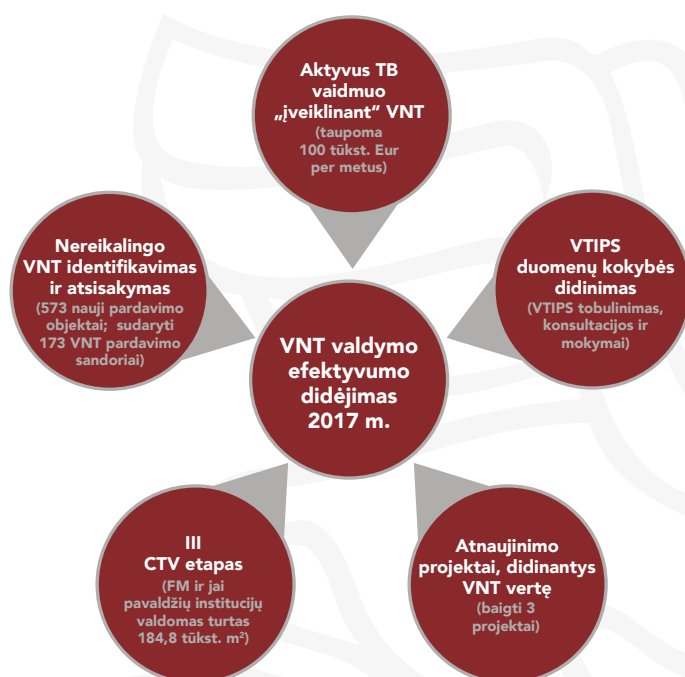 Aktyvus TB
vaidmuo
„įveiklinant“ VNT
(taupoma
100 tūkst. Eur
per metus)
Nereikalingo
VNT identifikavimas
ir atsisakymas
(573 nauji pardavimo
objektai; sudaryti
173 VNT pardavimo
sandoriai)
VTIPS
duomenų kokybės
didinimas
(VTIPS tobulinimas,
konsultacijos ir
mokymai)
VNT valdymo
efektyvumo
didėjimas
2017 m.
III
CTV etapas
(FM ir jai
pavaldžių institucijų
valdomas turtas
184,8 tūkst. m²)
Atnaujinimo
projektai, didinantys
VNT vertę
(baigti 3
projektai)